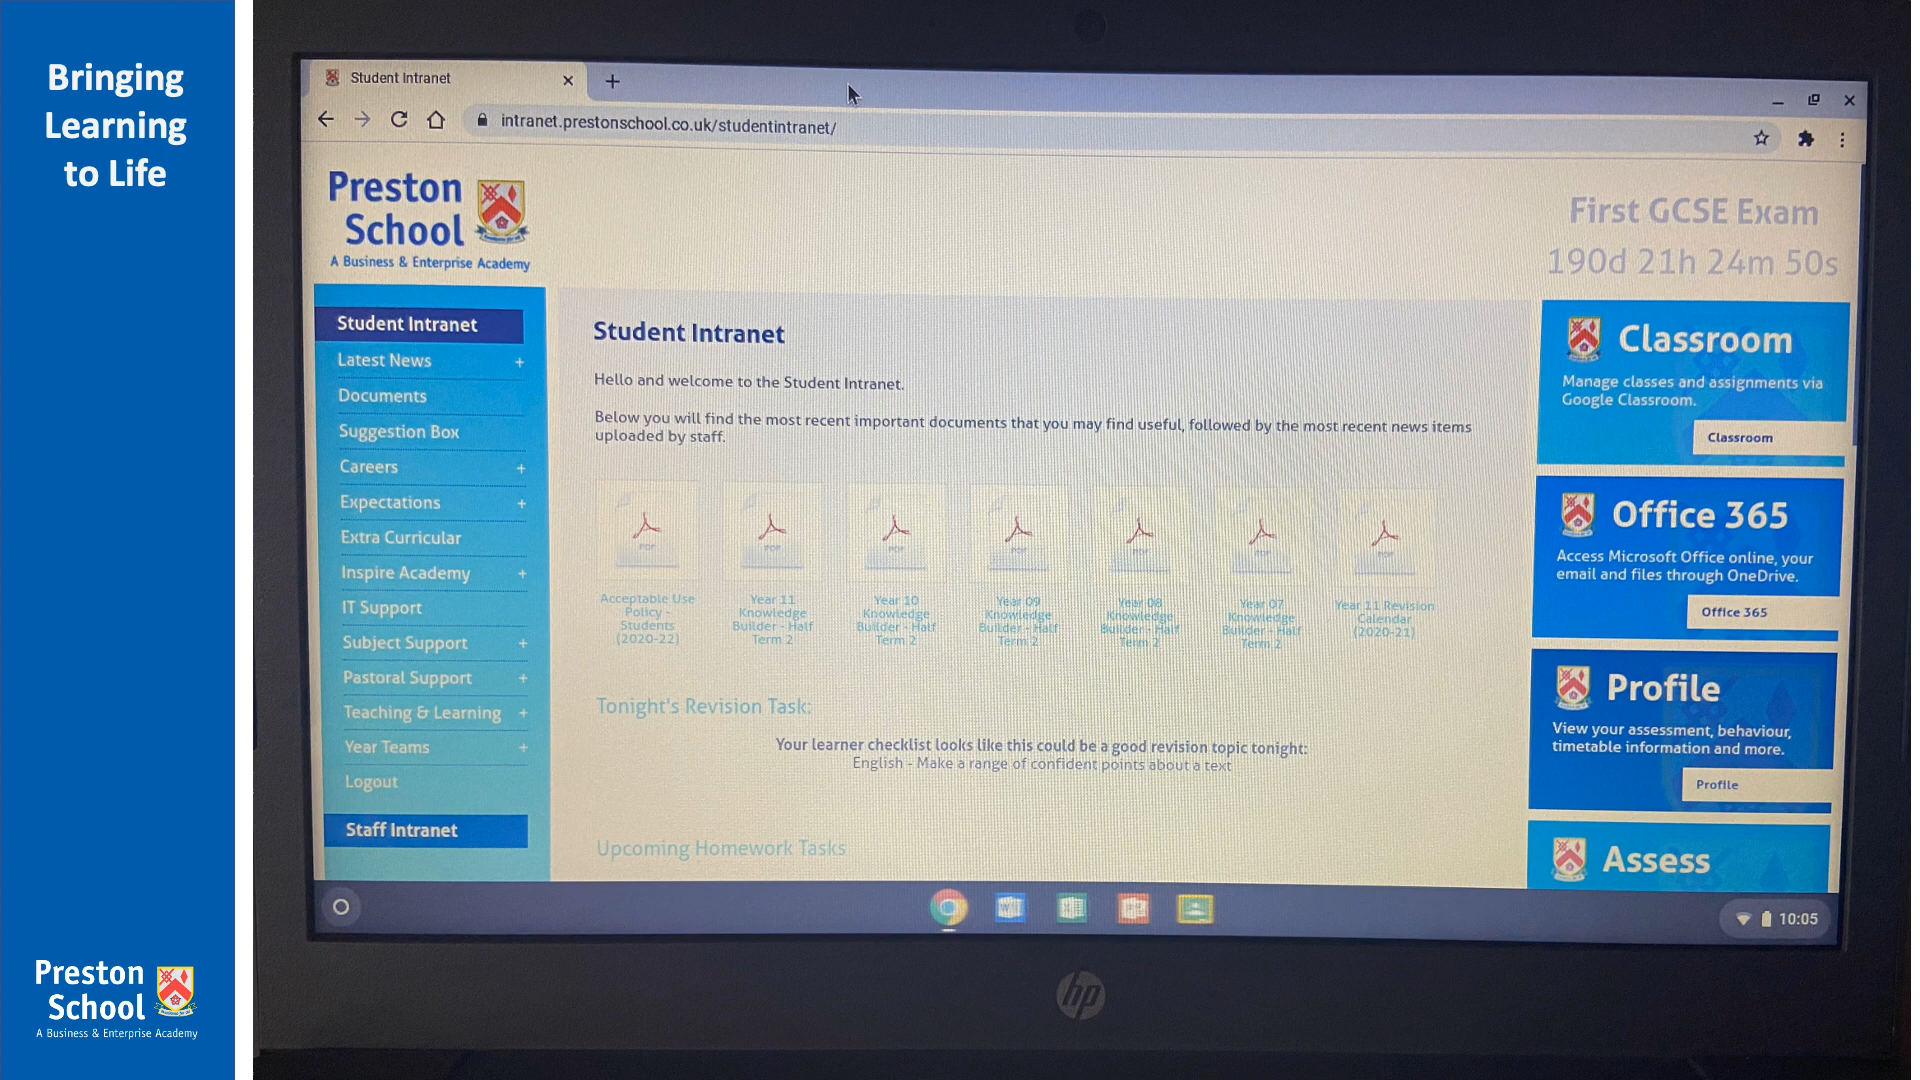 Bringing
Learning
to Life
Preston
School
A Business & Enterprise Academy
Student Intranet
intranet.prestonschool.co.uk/studentintranet/
Preston
School
A Business & Enterprise Academy
First GCSE Exam
190d 21h 24m 50s
Student Intranet
Latest News +
Documents
Suggestion Box
Careers +
Expectations +
Extra Curricular
Inspire Academy +
IT Support
Subject Support +
Pastoral Support +
Teaching & Learning +
Year Teams +
Logout
Staff Intranet
Student Intranet
Hello and welcome to the Student Intranet.
Below you will find the most recent important documents that you may find useful, followed by the most recent news items
uploaded by staff.
PDF
Acceptable Use
Policy -
Students
(2020-22)
PDF
Year 11
Knowledge
Builder - Half
Term 2
PDF
Year 10
Knowledge
Builder - Half
Term 2
PDF
Year 09
Knowledge
Builder - Half
Term 2
PDF
Year 08
Knowledge
Builder - Half
Term 2
PDF
Year 07
Knowledge
Builder - Half
Term 2
PDF
Year 11 Revision
Calendar
(2020-21)
Tonight's Revision Task:
Your learner checklist looks like this could be a good revision topic tonight:
English - Make a range of confident points about a text
Upcoming Homework Tasks
Classroom
Manage classes and assignments via
Google Classroom.
Classroom
Office 365
Access Microsoft Office online, your
email and files through OneDrive.
Office 365
Profile
View your assessment, behaviour,
timetable information and more.
Profile
Assess
10:05
hp